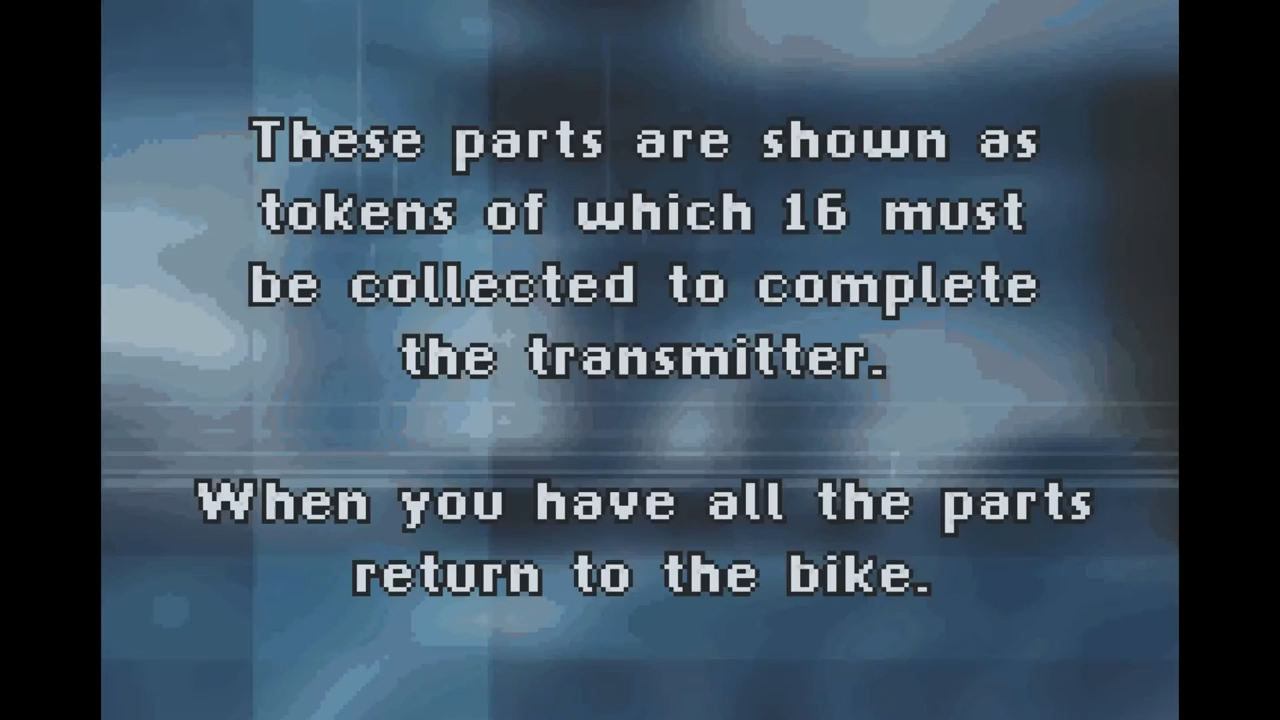 These parts are shown as
tokens of which 16 must
be collected to complete
the transmitter.
When you have all the parts
return to the bike.